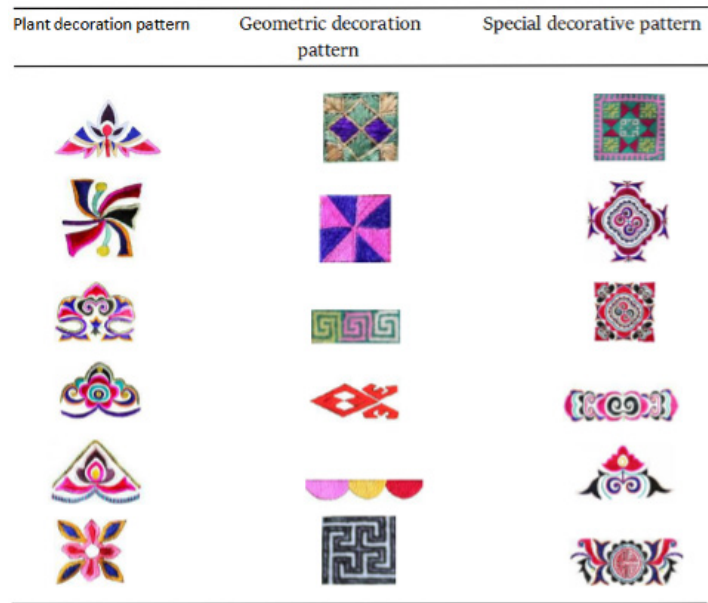 Plant decoration pattern
Geometric decoration
pattern
Special decorative pattern